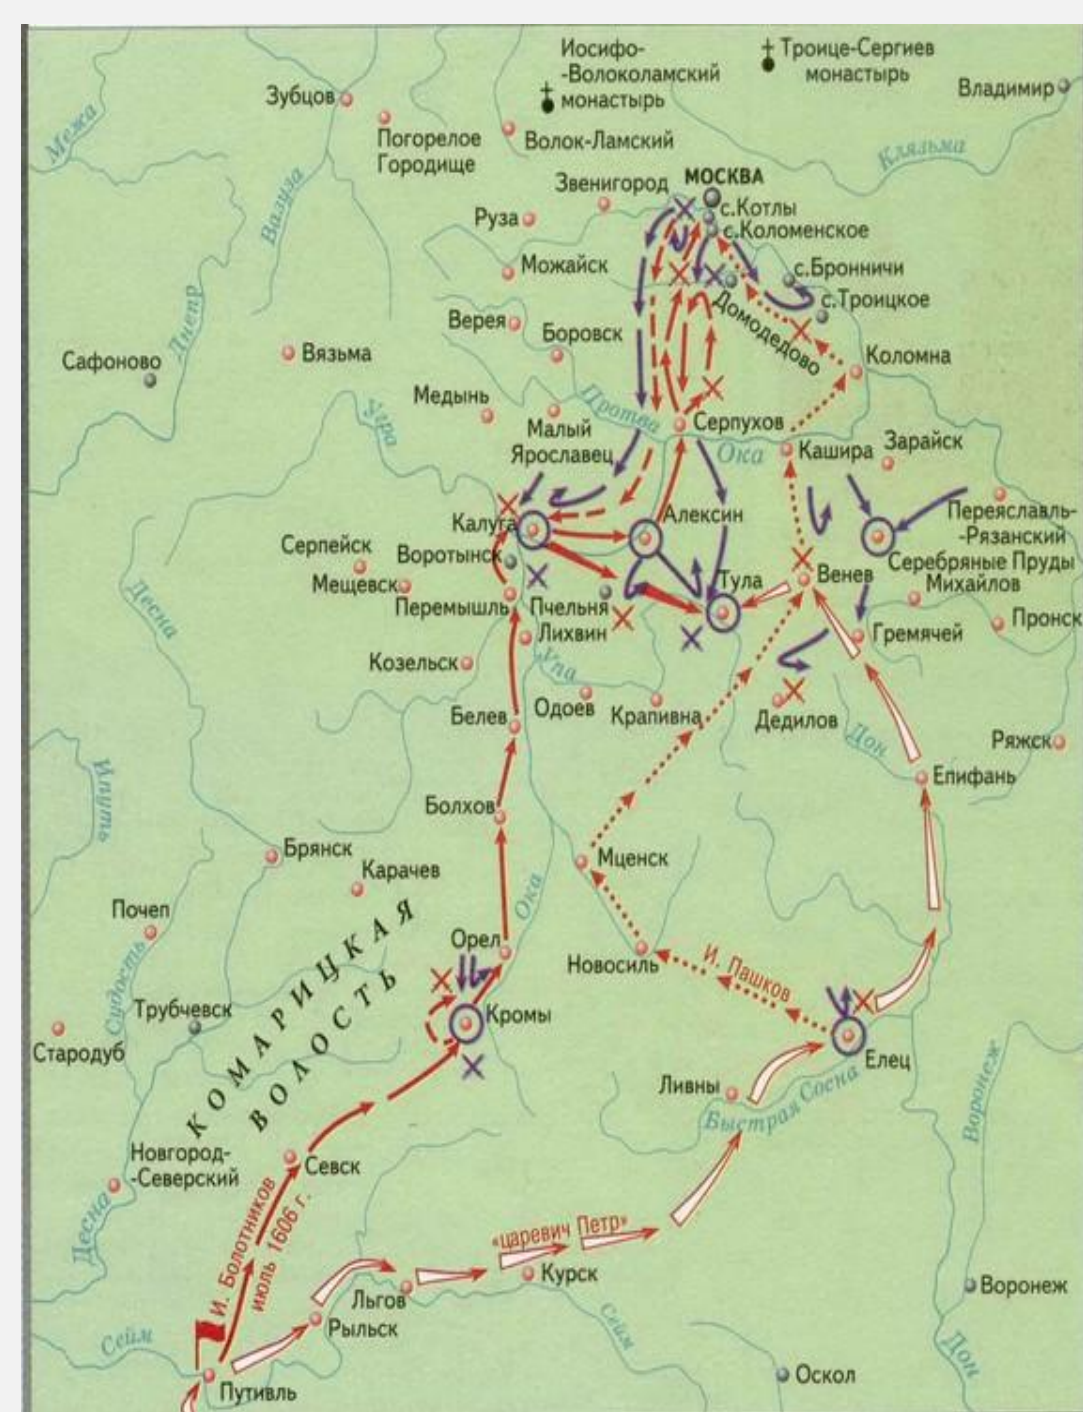 Иосифо-
-Волоколамский
монастырь
Троице-Сергиев
монастырь
Владимир
Зубцов
Погорелое
Городище
Волок-Ламский
Межа
Вазуза
Клязьма
Звенигород
МОСКВА
с.Котлы
с.Коломенское
Руза
Можайск
с.Бронничи
с.Троицкое
Домодедово
Днепр
Верея
Боровск
Сафоново
Вязьма
Коломна
Медынь
Угра
Протва
Малый
Ярославец
Серпухов
Ока
Кашира
Зарайск
Калуга
Алексин
Переяславль-
-Рязанский
Серпейск
Воротынск
Серебряные Пруды
Мещевск
Перемышль
Пчельня
Тула
Венев
Михайлов
Десна
Лихвин
Гремячей
Пронск
Козельск
Упа
Одоев
Крапивна
Дедилов
Белев
Дон
Ряжск
Епифань
Ипуть
Болхов
Брянск
Карачев
Мценск
Почеп
Ока
Орел
Новосиль
И. Пашков
Судость
КОМАРИЦКАЯ
ВОЛОСТЬ
Трубчевск
Кромы
Стародуб
Елец
Ливны
Быстрая Сосна
Воронеж
Новгород-
-Северский
Севск
Десна
И. Болотников
июль 1606 г.
«царевич Петр»
Курск
Льгов
Рыльск
Воронеж
Сейм
Сейм
Дон
Путивль
Оскол